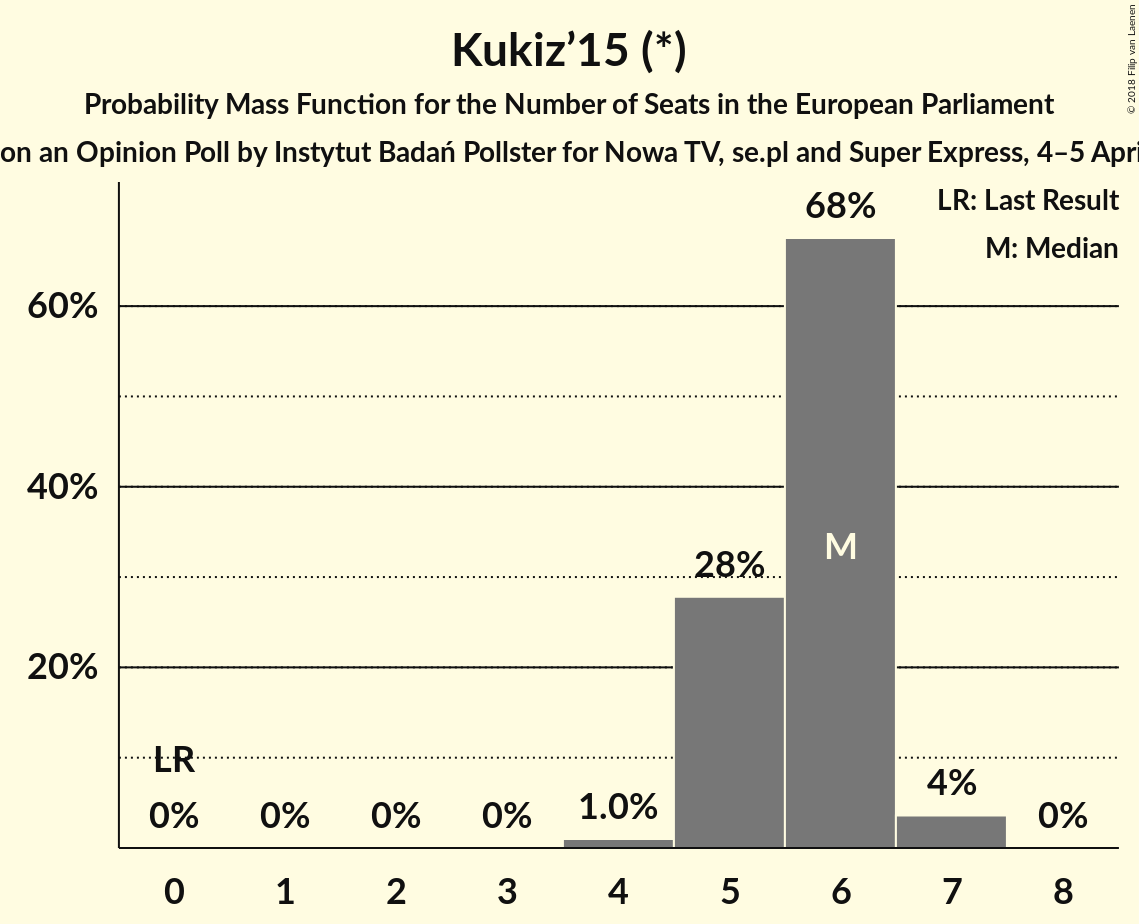 Kukiz’15 (*)
Probability Mass Function for the Number of Seats in the European Parliament
on an Opinion Poll by Instytut Badań Pollster for Nowa TV, se.pl and Super Express, 4–5 Apri
© 2018 Filip van Laenen
LR: Last Result
M: Median
68%
60%
40%
20%
M
28%
LR
0%
0%
0%
0%
1.0%
4%
0%
0
1
2
3
4
5
6
7
8